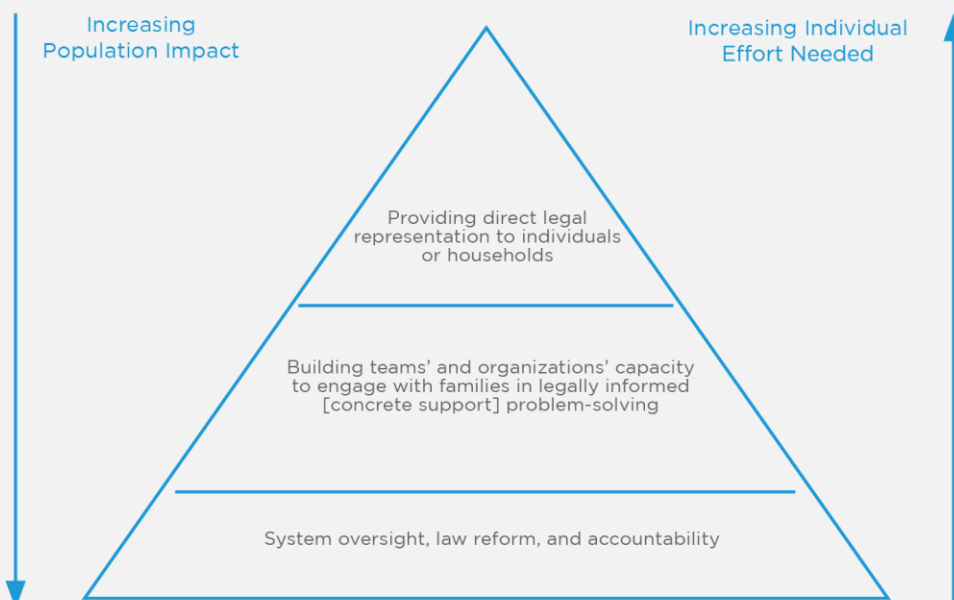 Increasing
Population Impact
Increasing Individual
Effort Needed
Providing direct legal
representation to individuals
or households
Building teams’ and organizations’ capacity
to engage with families in legally informed
[concrete support] problem-solving
System oversight, law reform, and accountability